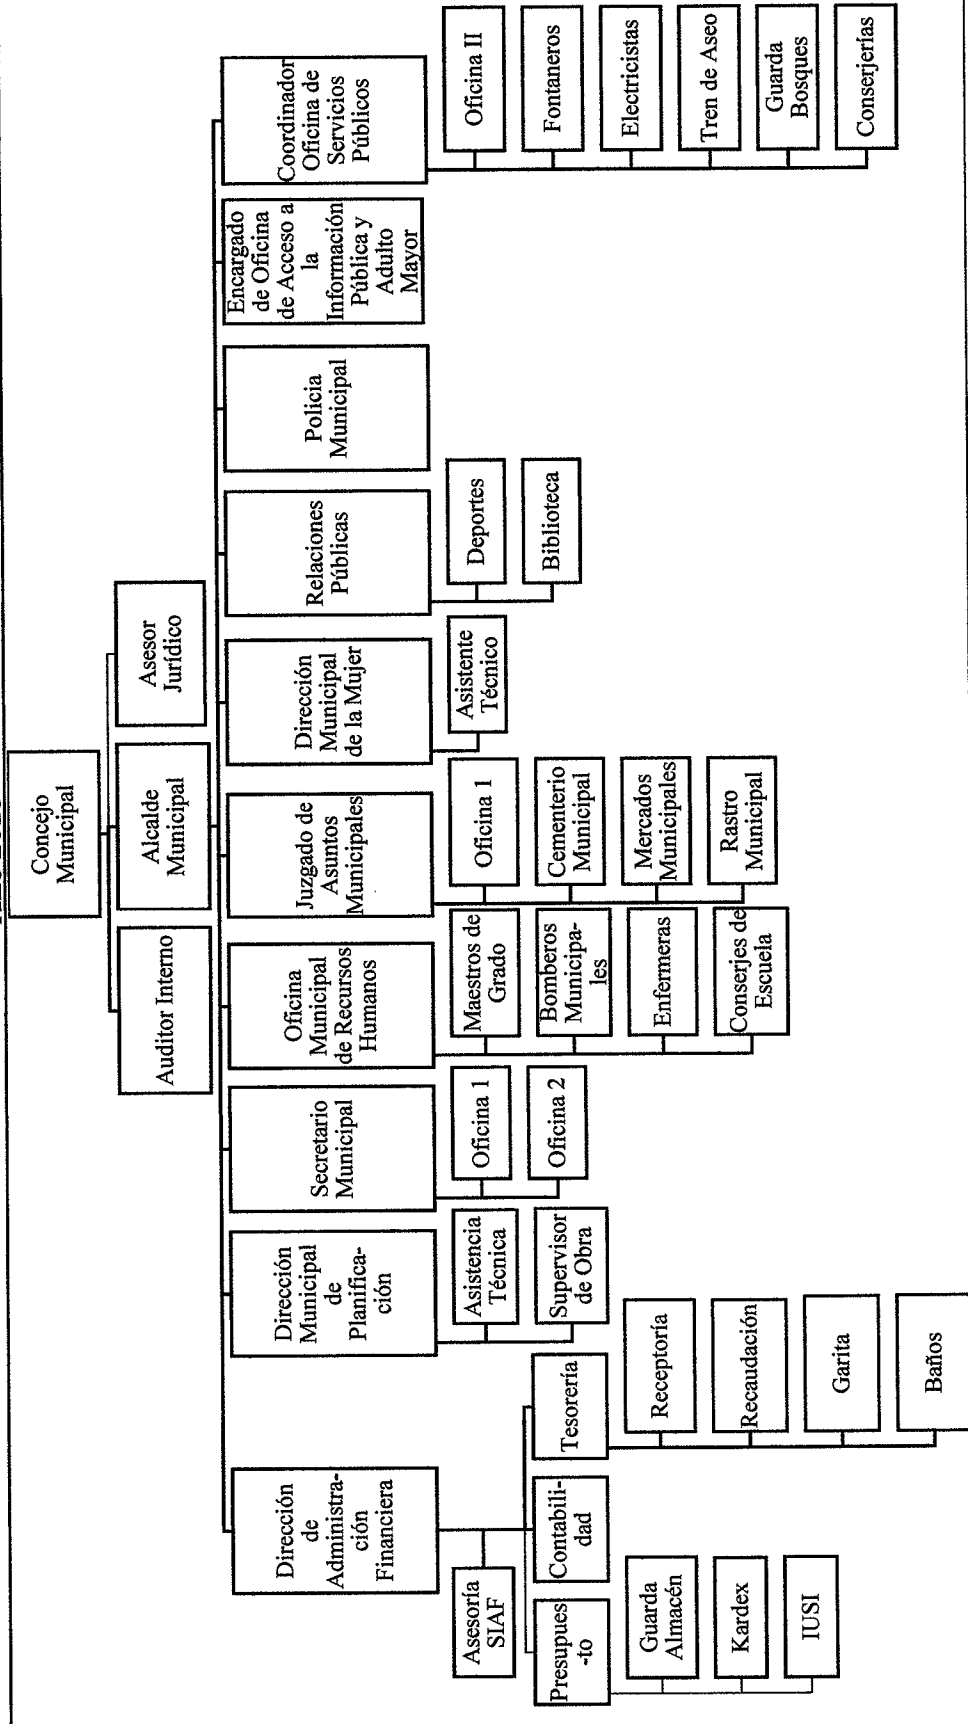 Concejo
Municipal
Auditor Interno
Alcalde
Municipal
Asesor
Jurídico
Dirección
de
Administra-
ción
Financiera
Dirección
Municipal
de
Planifica-
ción
Secretario
Municipal
Oficina
Municipal
de Recursos
Humanos
Juzgado de
Asuntos
Municipales
Dirección
Municipal
de la Mujer
Relaciones
Públicas
Policia
Municipal
Encargado
de Oficina
de Acceso a
la
Información
Pública y
Adulto
Mayor
Coordinador
Oficina de
Servicios
Públicos
Asesoría
SIAF
Presupues
-to
Contabili-
dad
Tesorería
Guarda
Almacén
Kardex
IUSI
Receptoría
Recaudación
Garita
Baños
Asistencia
Técnica
Supervisor
de Obra
Oficina 1
Oficina 2
Maestros de
Grado
Bomberos
Municipa-
les
Enfermeras
Conserjes de
Escuela
Oficina 1
Cementerio
Municipal
Mercados
Municipales
Rastro
Municipal
Asistente
Técnico
Deportes
Biblioteca
Oficina II
Fontaneros
Electricistas
Tren de Aseo
Guarda
Bosques
Conserjerías